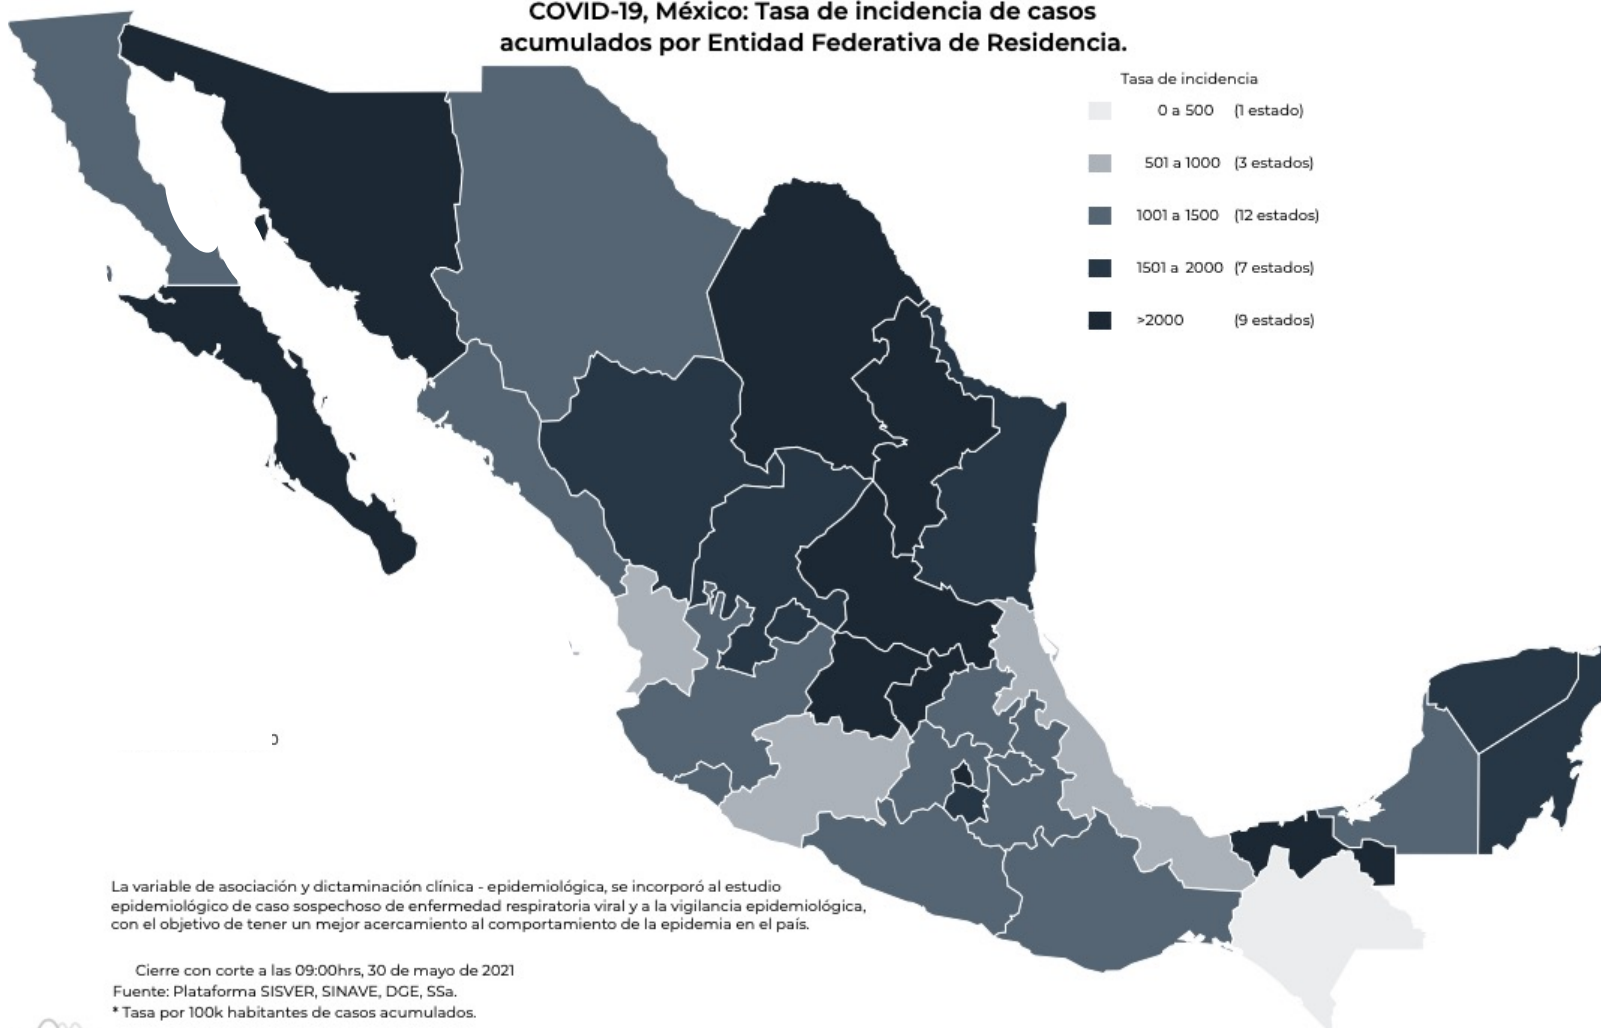 COVID-19, México: Tasa de incidencia de casos
acumulados por Entidad Federativa de Residencia.
Tasa de incidencia
0 a 500 (1 estado)
501 a 1000 (3 estados)
1001 a 1500 (12 estados)
1501 a 2000 (7 estados)
>2000 (9 estados)
La variable de asociación y dictaminación clínica - epidemiológica, se incorporó al estudio
epidemiológico de caso sospechoso de enfermedad respiratoria viral y a la vigilancia epidemiológica,
con el objetivo de tener un mejor acercamiento al comportamiento de la epidemia en el país.
Cierre con corte a las 09:00hrs, 30 de mayo de 2021
Fuente: Plataforma SISVER, SINAVE, DGE, SSa.
* Tasa por 100k habitantes de casos acumulados.